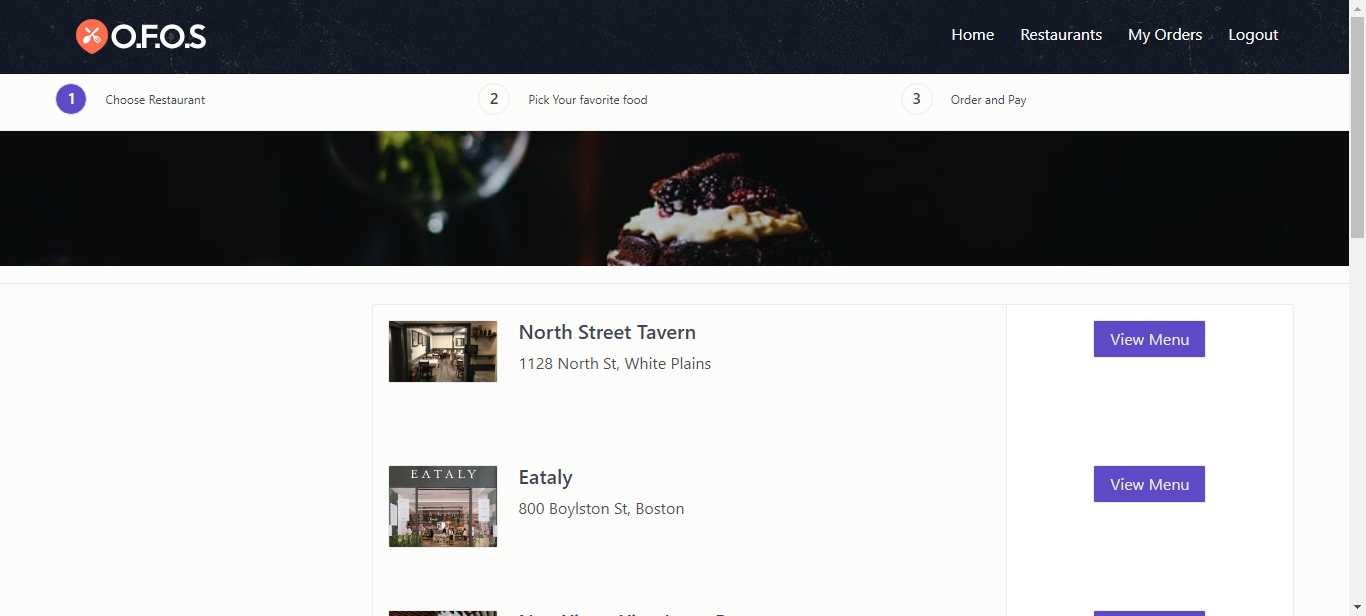 O.F.O.S
Home Restaurants My Orders Logout
1 Choose Restaurant 2 Pick Your favorite food 3 Order and Pay
North Street Tavern
1128 North St, White Plains
View Menu
EATALY
Eataly
800 Boylston St, Boston
View Menu